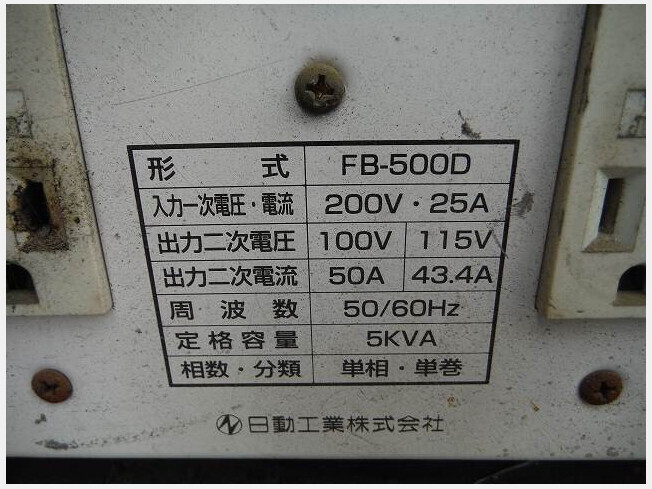 形 式 FB-500D
入力一次電圧・電流 200V・25A
出力二次電圧 100V 115V
出力二次電流 50A 43.4A
周波数 50/60Hz
定格容量 5KVA
相数・分類 単相・単巻
日動工業株式会社